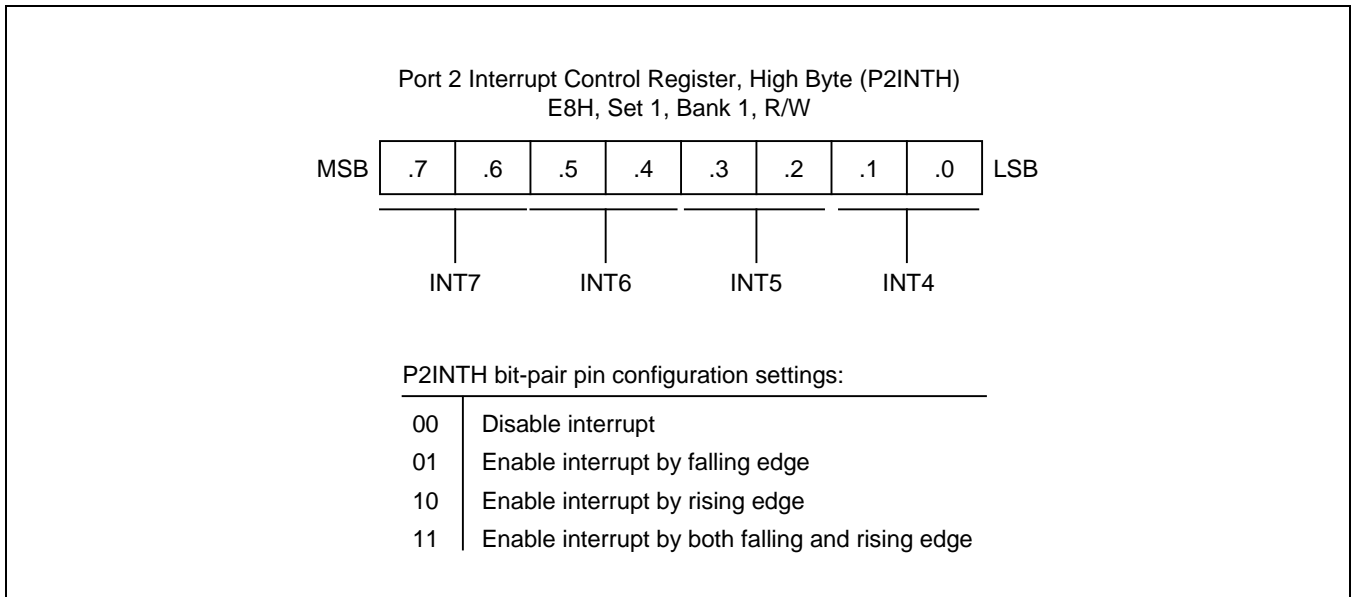 Port 2 Interrupt Control Register, High Byte (P2INTH)
E8H, Set 1, Bank 1, R/W
MSB .7 .6 .5 .4 .3 .2 .1 .0 LSB
INT7 INT6 INT5 INT4
P2INTH bit-pair pin configuration settings:
00 Disable interrupt
01 Enable interrupt by falling edge
10 Enable interrupt by rising edge
11 Enable interrupt by both falling and rising edge